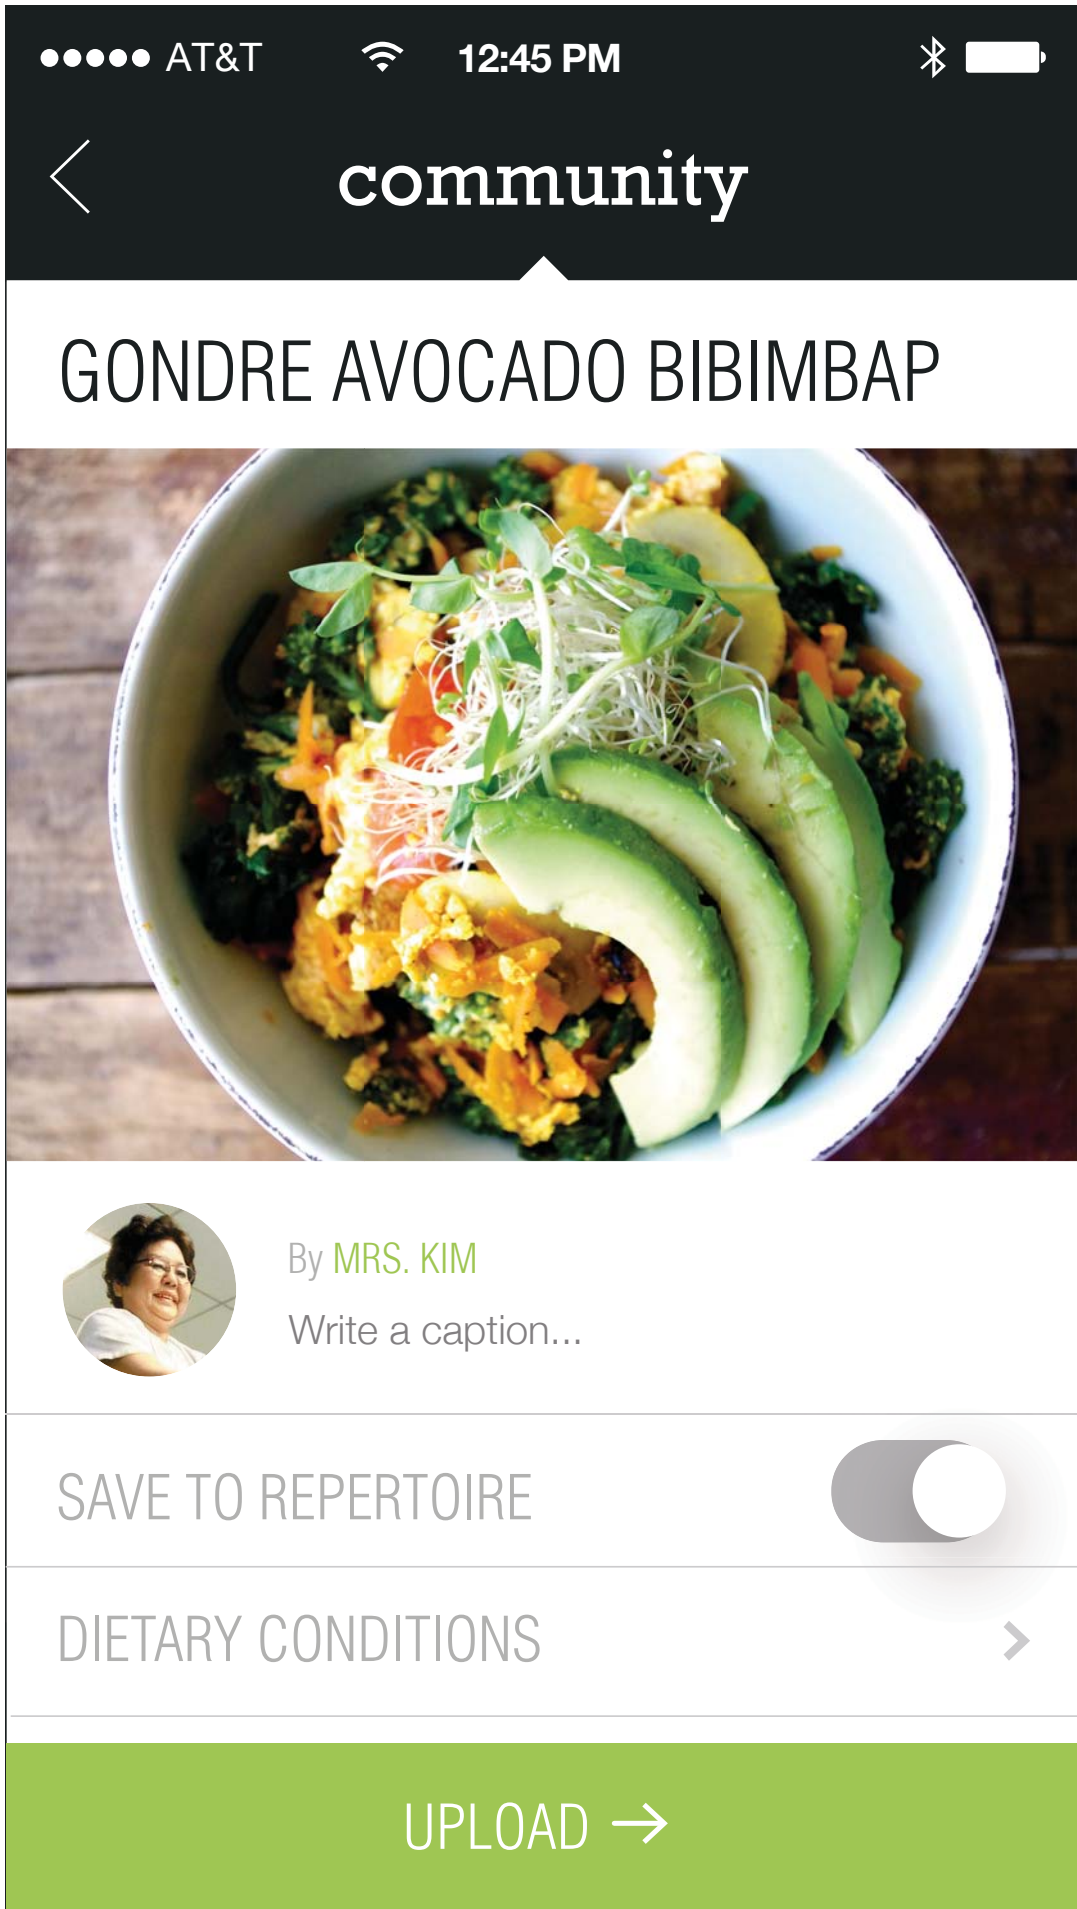 AT&T 12:45 PM
community
GONDRE AVOCADO BIBIMBAP
By MRS. KIM
Write a caption...
SAVE TO REPERTOIRE
DIETARY CONDITIONS
UPLOAD →